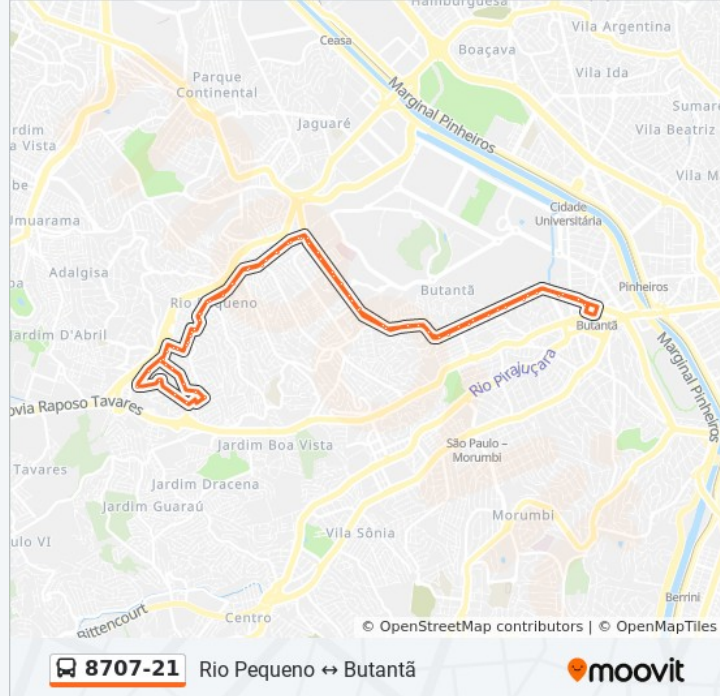 Hamburguesa
Vila Argentina
Ceasa
Boaçava
Parque
Continental
Vila Ida
Marginal Pinheiros
Sumar
Jaguaré
rdim
a Vista
Vila Beatriz
be
Vila M
Cidade
Universitária
Jmuarama
Adalgisa
Pinheiros
pa
Butantã
Rio Pequeno
Jardim D'Abril
Butantã
Rio Pirajuçara
Marginal Pinheiros
ovia Raposo Tavares
Jardim Boa Vista
São Paulo –
Morumbi
Tavares
Jardim Dracena
Jardim Guaraú
Morumbi
ulo VI
Vila Sônia
Berrini
Bittencourt
Centro
© OpenStreetMap contributors | © OpenMapTiles
8707-21 Rio Pequeno ↔ Butantã
moovit